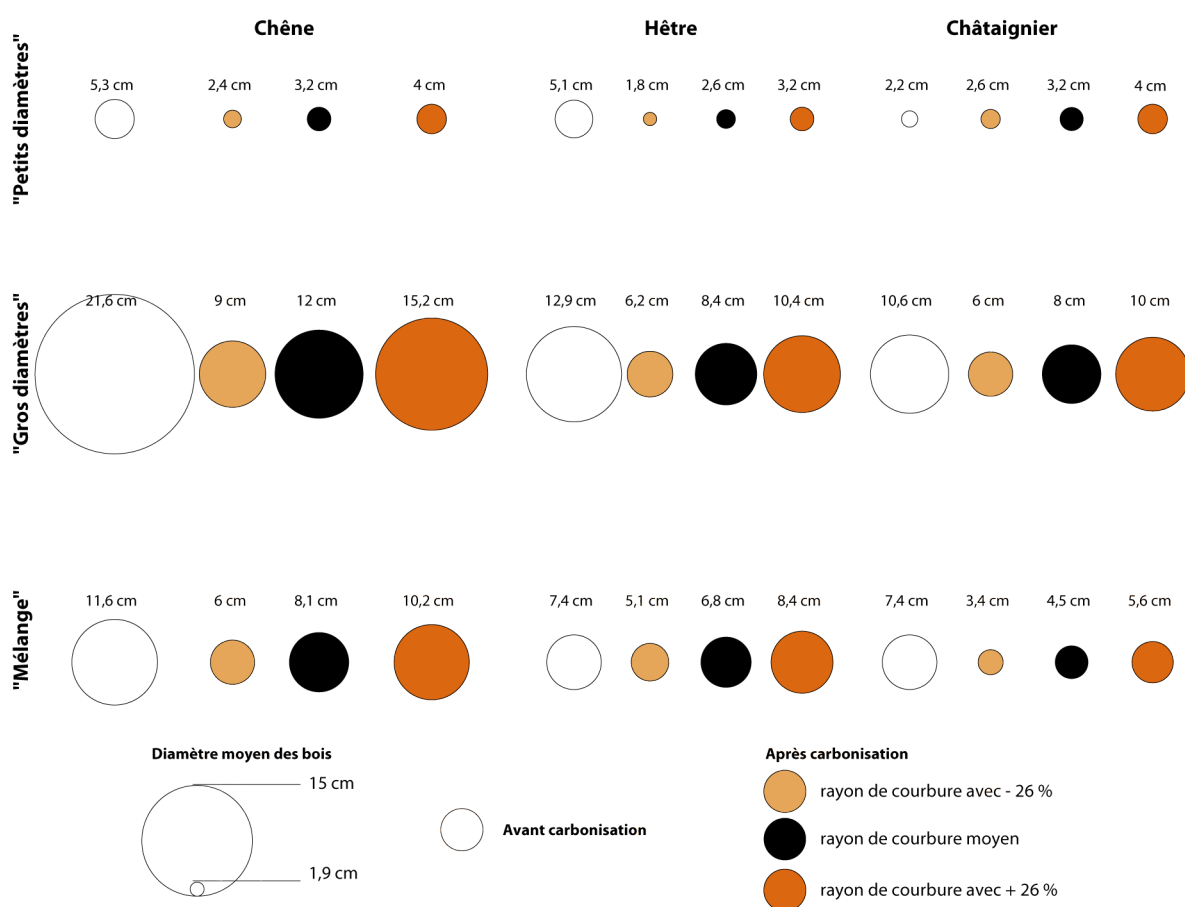 Chêne Hêtre Châtaignier
"Petits diamètres"
5,3 cm 2,4 cm 3,2 cm 4 cm 5,1 cm 1,8 cm 2,6 cm 3,2 cm 2,2 cm 2,6 cm 3,2 cm 4 cm
"Gros diamètres"
21,6 cm 9 cm 12 cm 15,2 cm 12,9 cm 6,2 cm 8,4 cm 10,4 cm 10,6 cm 6 cm 8 cm 10 cm
"Mélange"
11,6 cm 6 cm 8,1 cm 10,2 cm 7,4 cm 5,1 cm 6,8 cm 8,4 cm 7,4 cm 3,4 cm 4,5 cm 5,6 cm
Diamètre moyen des bois
15 cm
1,9 cm
Avant carbonisation
Après carbonisation
rayon de courbure avec - 26 %
rayon de courbure moyen
rayon de courbure avec + 26 %